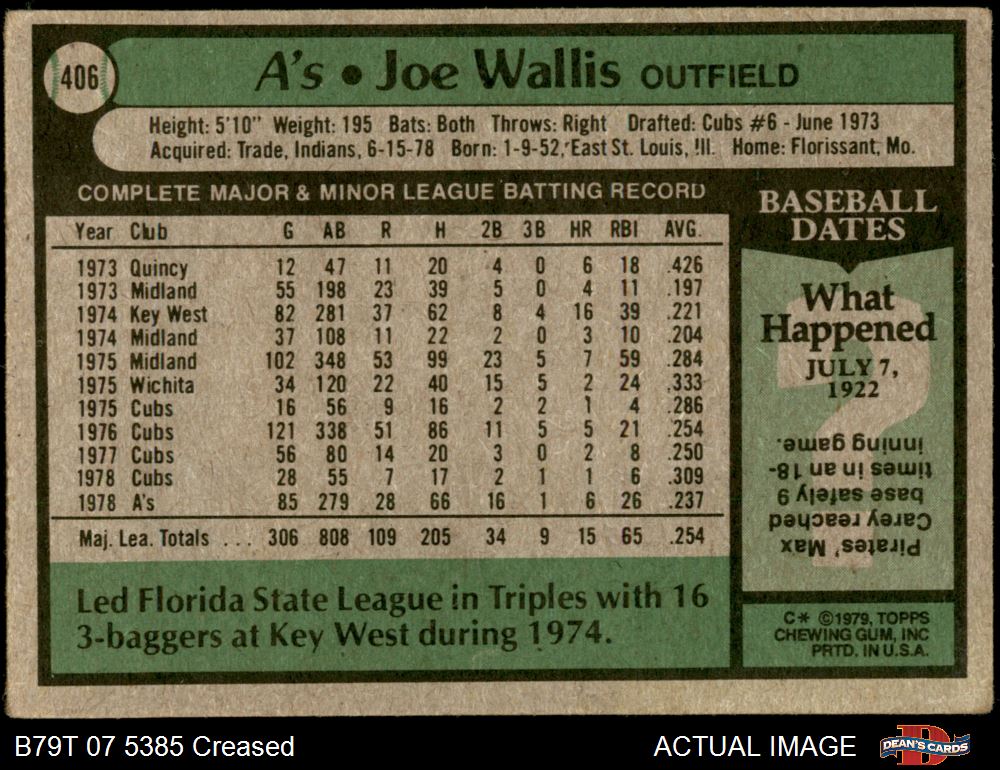 406
A's • Joe Wallis OUTFIELD
Height: 5'10" Weight: 195 Bats: Both Throws: Right Drafted: Cubs #6 - June 1973
Acquired: Trade, Indians, 6-15-78 Born: 1-9-52, East St. Louis, Ill. Home: Florissant, Mo.
COMPLETE MAJOR & MINOR LEAGUE BATTING RECORD
Year Club G AB R H 2B 3B HR RBI AVG.
1973 Quincy 12 47 11 20 4 0 6 18 .426
1973 Midland 55 198 23 39 5 0 4 11 .197
1974 Key West 82 281 37 62 8 4 16 39 .221
1974 Midland 37 108 11 22 2 0 3 10 .204
1975 Midland 102 348 53 99 23 5 7 59 .284
1975 Wichita 34 120 22 40 15 5 2 24 .333
1975 Cubs 16 56 9 16 2 2 1 4 .286
1976 Cubs 121 338 51 86 11 5 5 21 .254
1977 Cubs 56 80 14 20 3 0 2 8 .250
1978 Cubs 28 55 7 17 2 1 1 6 .309
1978 A's 85 279 28 66 16 1 6 26 .237
Maj. Lea. Totals ... 306 808 109 205 34 9 15 65 .254
Led Florida State League in Triples with 16
3-baggers at Key West during 1974.
BASEBALL
DATES
What
Happened
JULY 7,
1922
Pirates' Max
Carey reached
base safely 9
times in an 18-
inning game.
C* ©1979, TOPPS
CHEWING GUM, INC
PRTD. IN U.S.A.
B79T 07 5385 Creased
ACTUAL IMAGE
D
DEAN'S CARDS